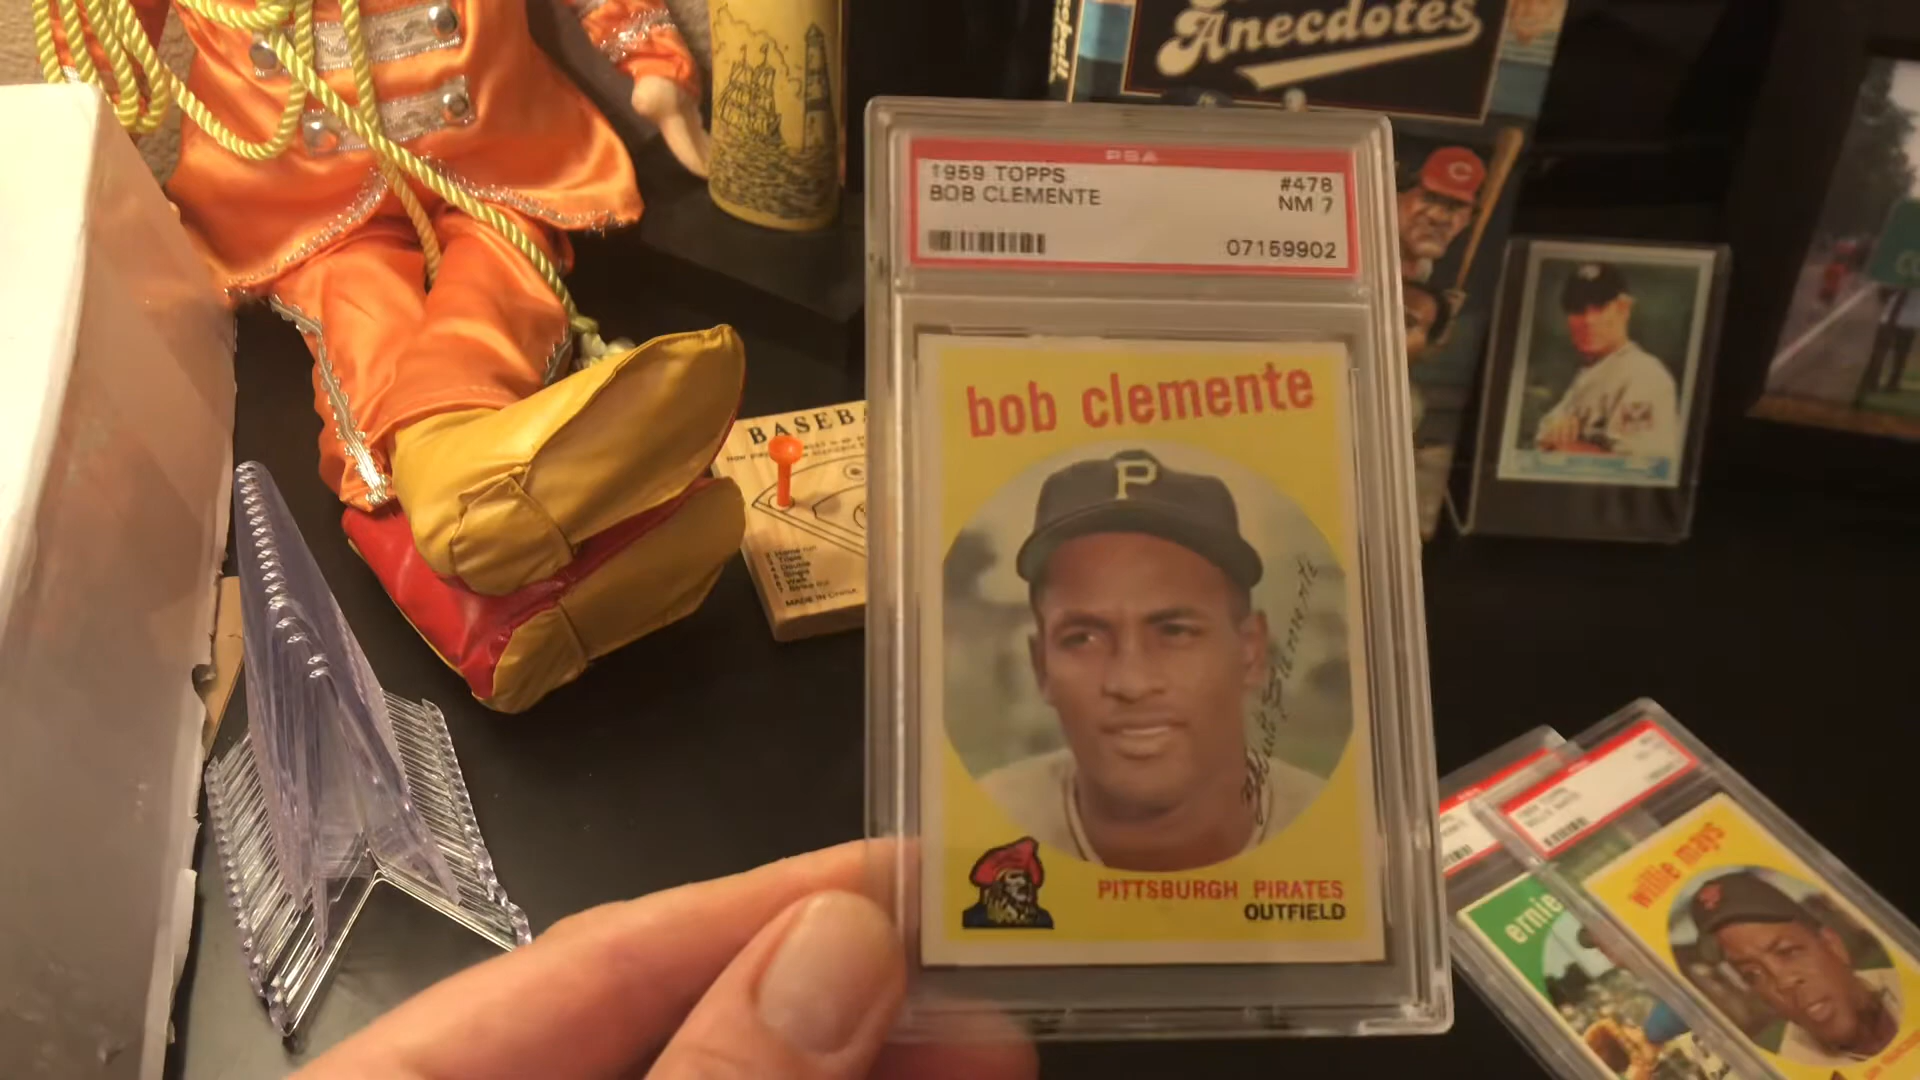 Anecdotes
PSA
1959 TOPPS
#478
BOB CLEMENTE
NM 7
07159902
bob clemente
PITTSBURGH PIRATES
OUTFIELD
P
C
BASEBA
MADE IN CHINA
ernie
willie mays